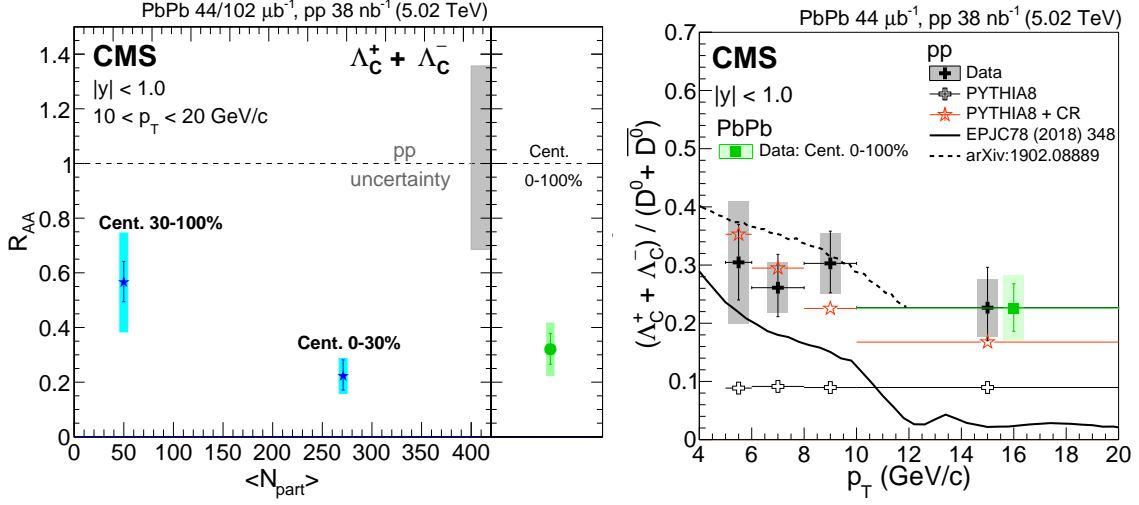 PbPb 44/102 μb⁻¹, pp 38 nb⁻¹ (5.02 TeV)
CMS
Λ_C^+ + Λ_C^-
|y| < 1.0
10 < p_T < 20 GeV/c
pp
uncertainty
Cent.
0-100%
Cent. 30-100%
Cent. 0-30%
R_AA
0
0.2
0.4
0.6
0.8
1
1.2
1.4
0 50 100 150 200 250 300 350 400
<N_part>
PbPb 44 μb⁻¹, pp 38 nb⁻¹ (5.02 TeV)
CMS
|y| < 1.0
PbPb
Data: Cent. 0-100%
pp
Data
PYTHIA8
PYTHIA8 + CR
EPJC78 (2018) 348
arXiv:1902.08889
(Λ_C^+ + Λ_C^-) / (D⁰ + D̅⁰)
0
0.1
0.2
0.3
0.4
0.5
0.6
0.7
4 6 8 10 12 14 16 18 20
p_T (GeV/c)